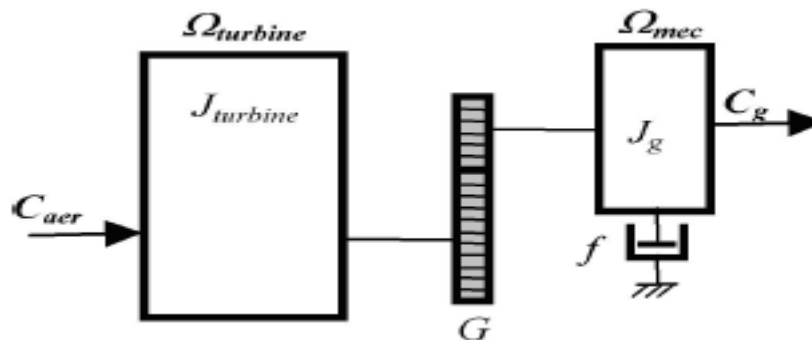 Ωturbine
Ωmec
Jturbine
Cg
Jg
Caer
f
G